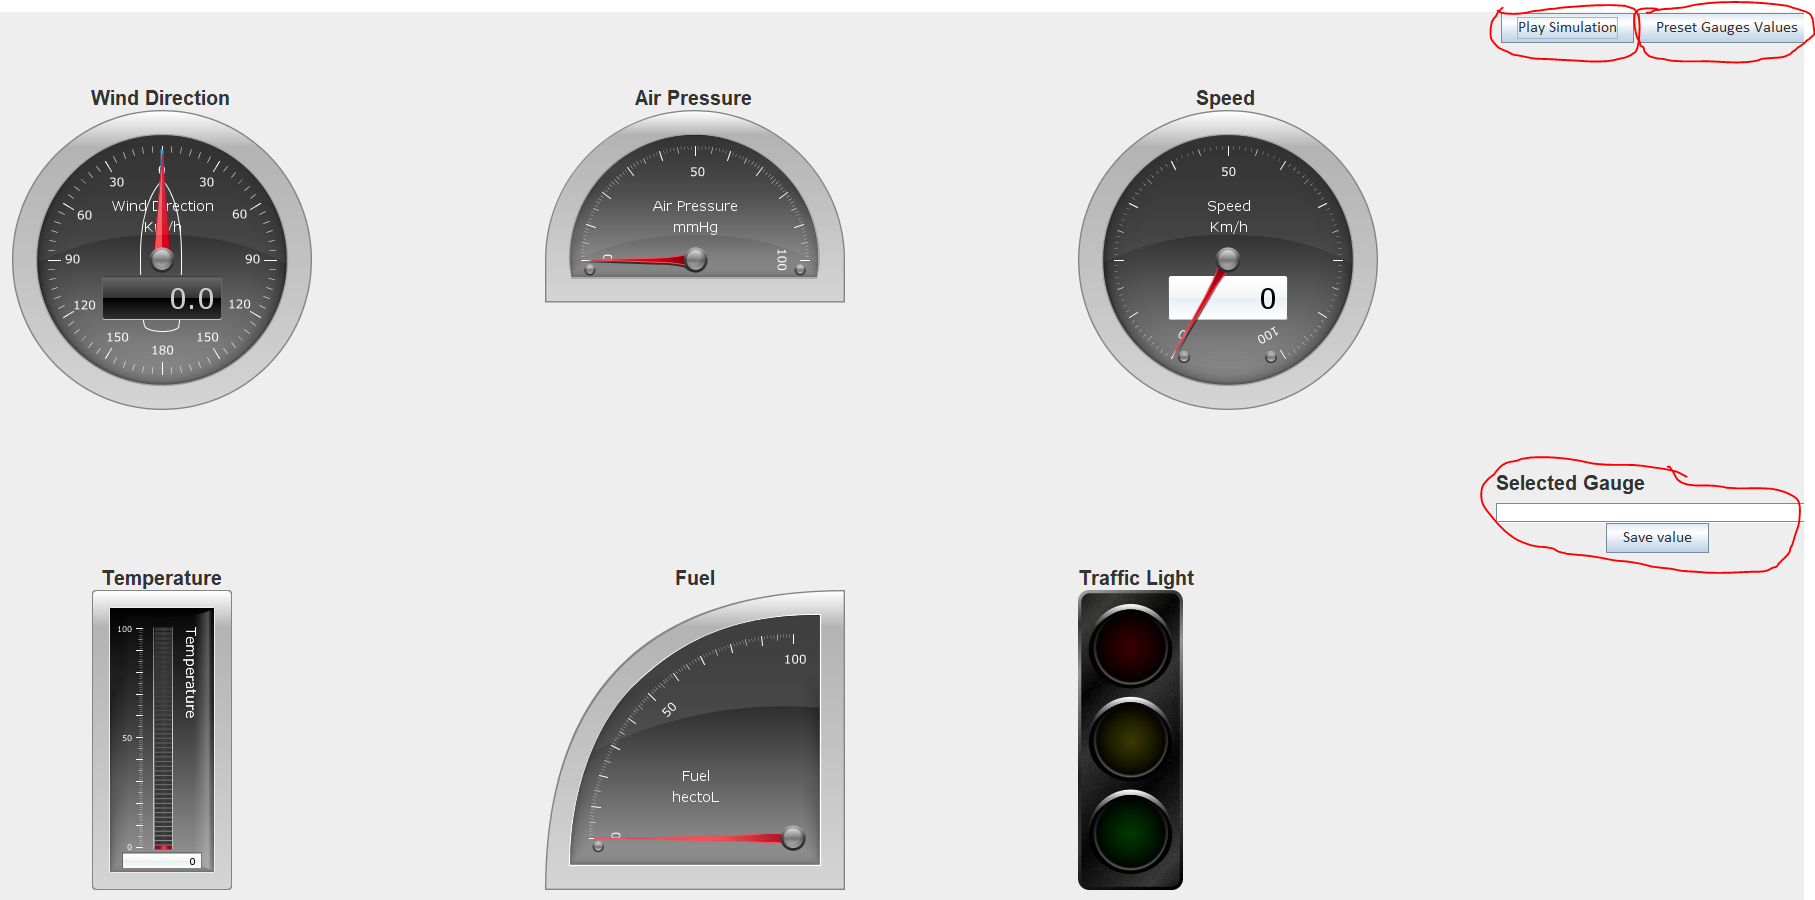 Play Simulation
Preset Gauges Values
Wind Direction
Air Pressure
Speed
0
30
30
60
60
Wind Direction
Km/h
90
90
0.0
120
120
150
150
180
50
Air Pressure
mmHg
0
100
50
Speed
Km/h
0
0
100
Selected Gauge
Save value
Temperature
Fuel
Traffic Light
100
Temperature
50
0
0
100
50
Fuel
hectoL
0